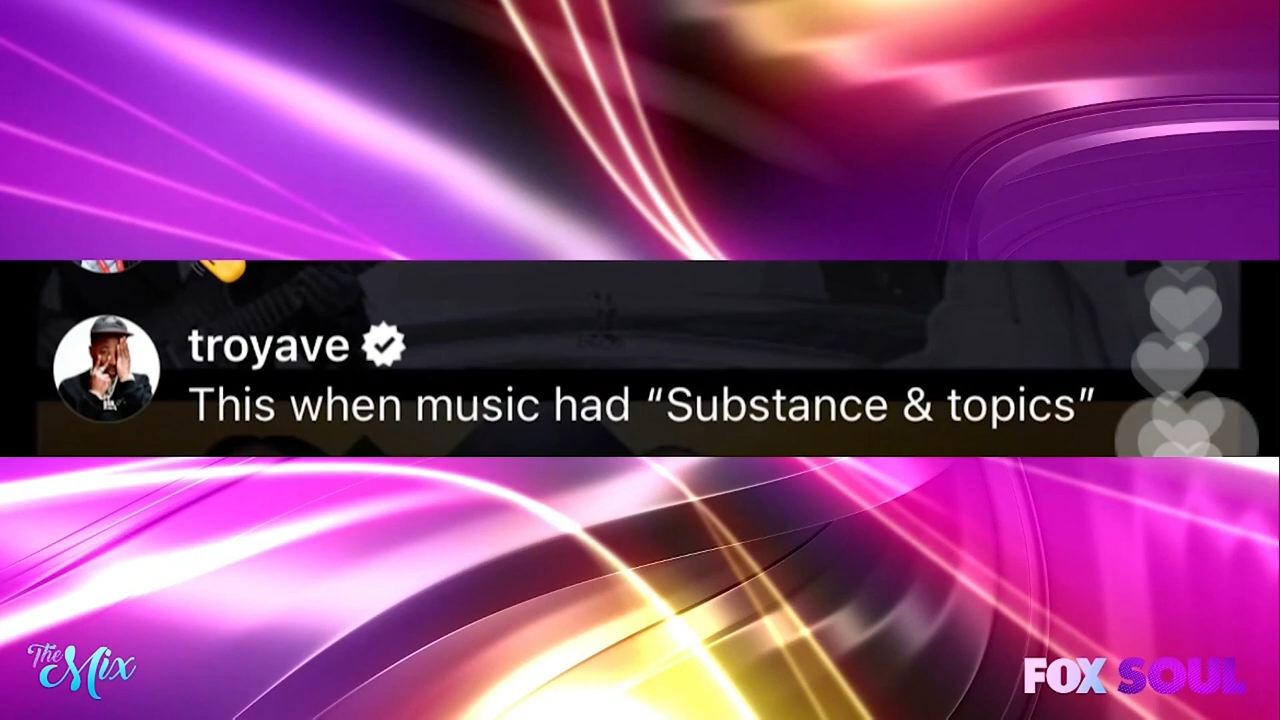 troyave
This when music had “Substance & topics”
The Mix
FOX SOUL